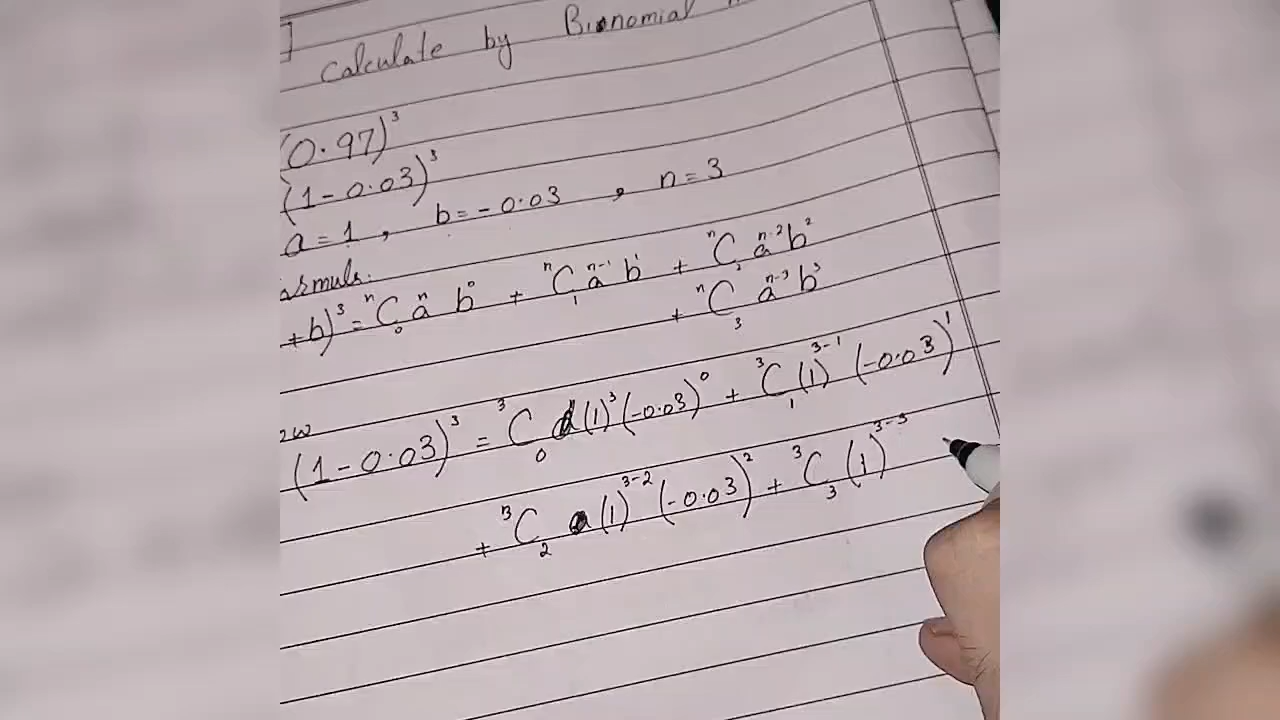 ]
Calculate by Binomial
(0.97)³
(1-0.03)³
a = 1 , b = -0.03 , n = 3
ormula.
+b)³ = ⁿC₀ aⁿ b⁰ + ⁿC₁ aⁿ⁻¹ b¹ + ⁿC₂ aⁿ⁻² b²
+ ⁿC₃ aⁿ⁻³ b³
ow
(1-0.03)³ = ³C₀ (1)³ (-0.03)⁰ + ³C₁ (1)³⁻¹ (-0.03)¹
+ ³C₂ (1)³⁻² (-0.03)² + ³C₃ (1)³⁻³